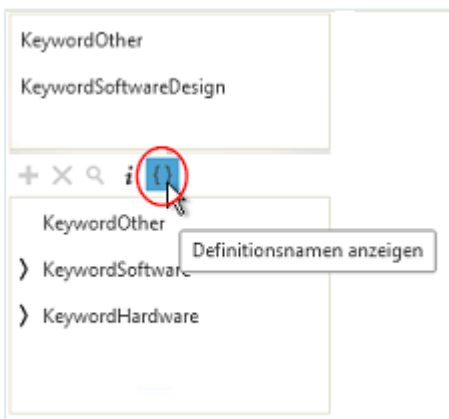 KeywordOther
KeywordSoftwareDesign
i {}
KeywordOther
Definitionsnamen anzeigen
KeywordSoftware
KeywordHardware